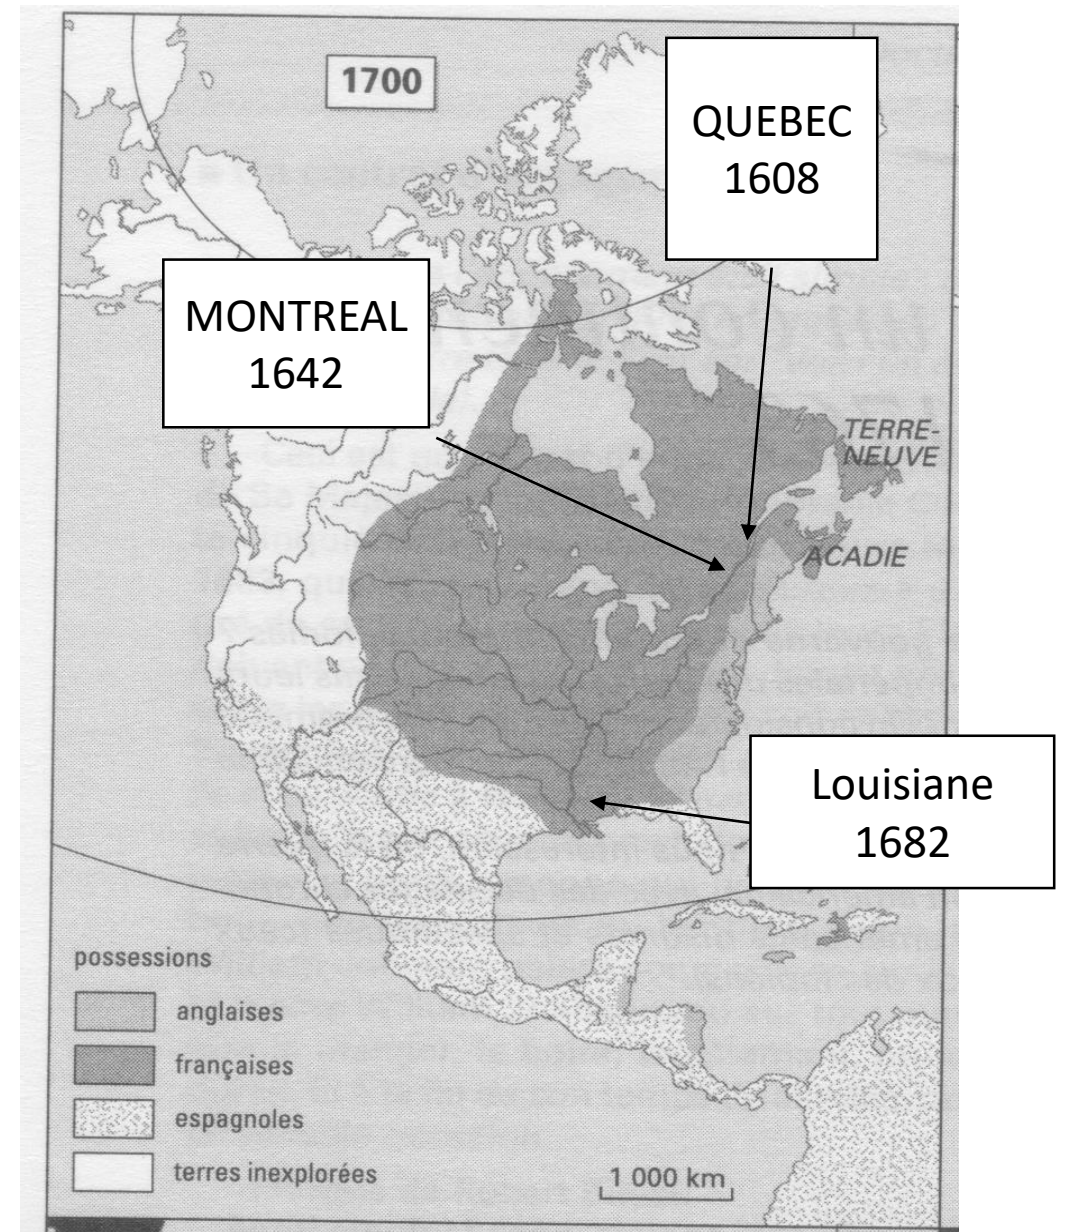 1700
QUEBEC
1608
MONTREAL
1642
TERRE-
NEUVE
ACADIE
Louisiane
1682
possessions
anglaises
françaises
espagnoles
terres inexplorées
1 000 km